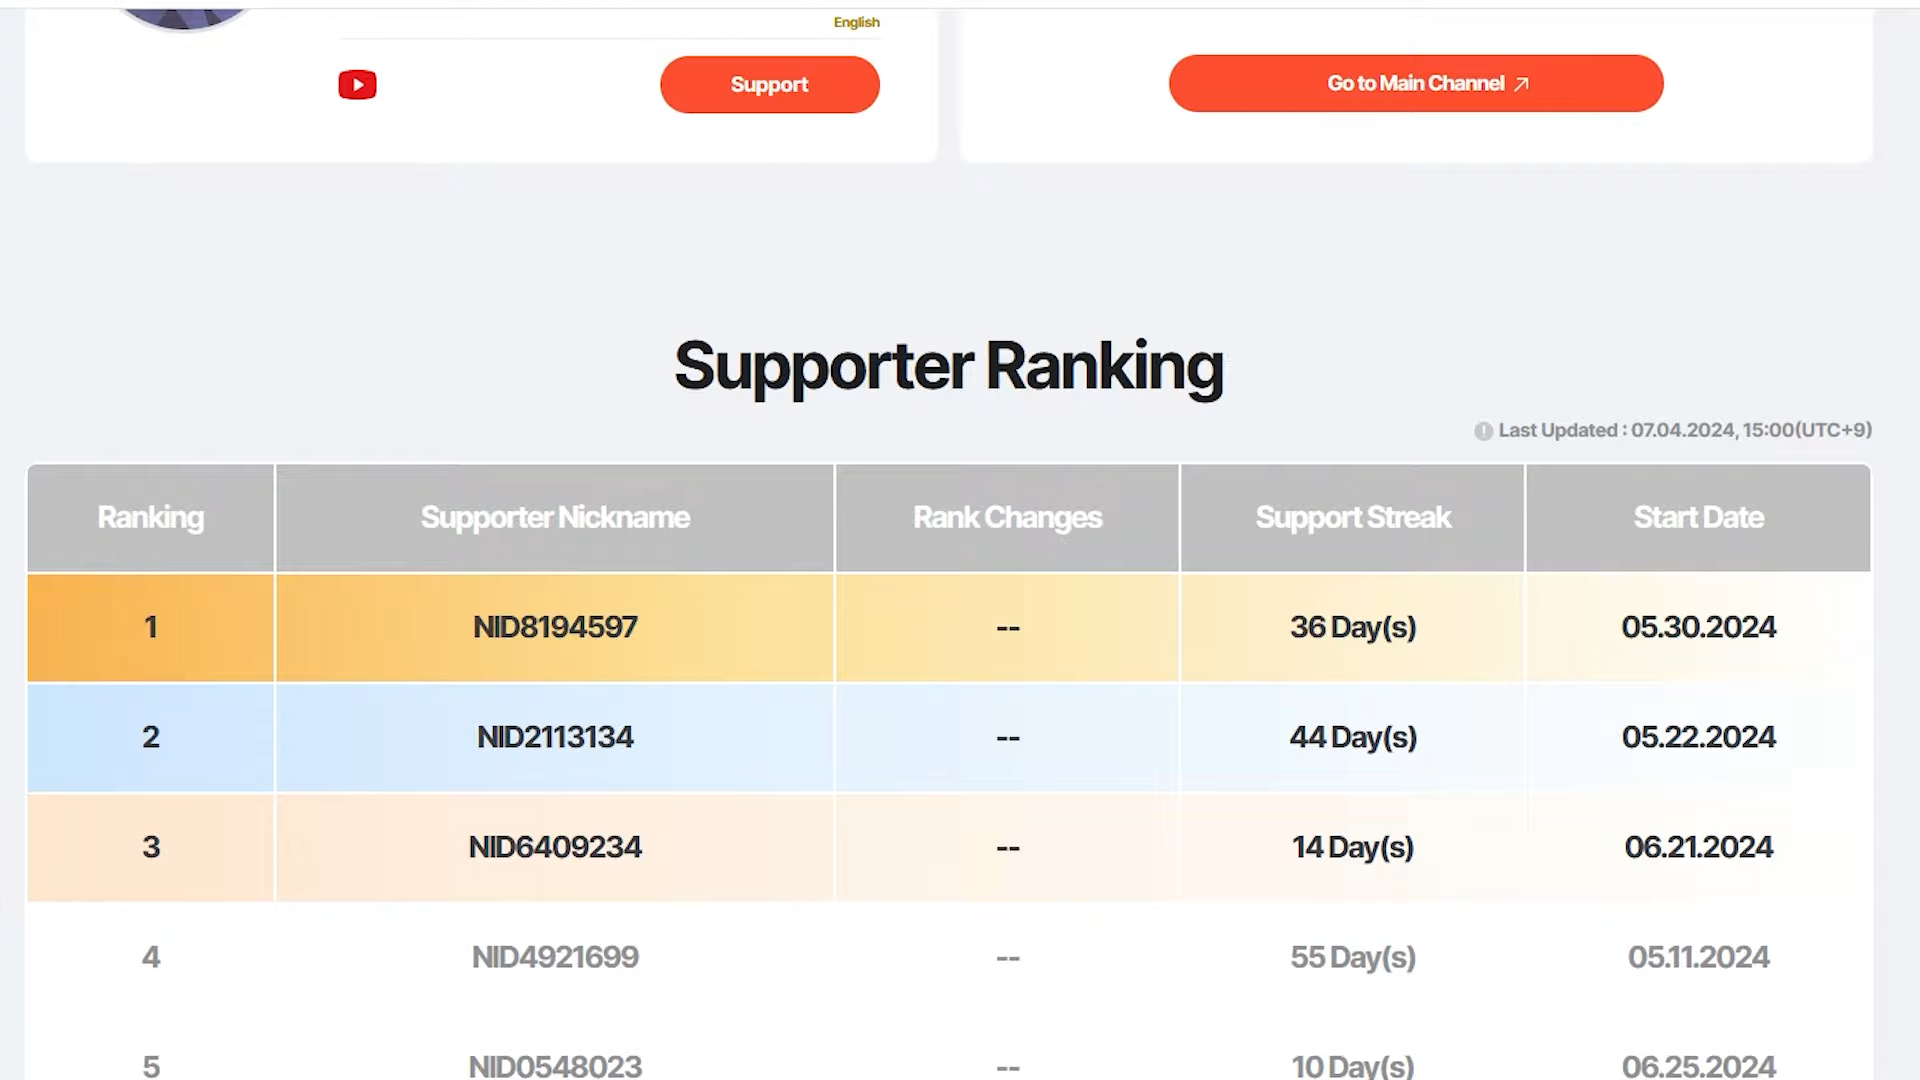 English
Support
Go to Main Channel
Supporter Ranking
Last Updated : 07.04.2024, 15:00(UTC+9)
Ranking Supporter Nickname Rank Changes Support Streak Start Date
1 NID8194597 -- 36 Day(s) 05.30.2024
2 NID2113134 -- 44 Day(s) 05.22.2024
3 NID6409234 -- 14 Day(s) 06.21.2024
4 NID4921699 -- 55 Day(s) 05.11.2024
5 NID0548023 -- 10 Day(s) 06.25.2024